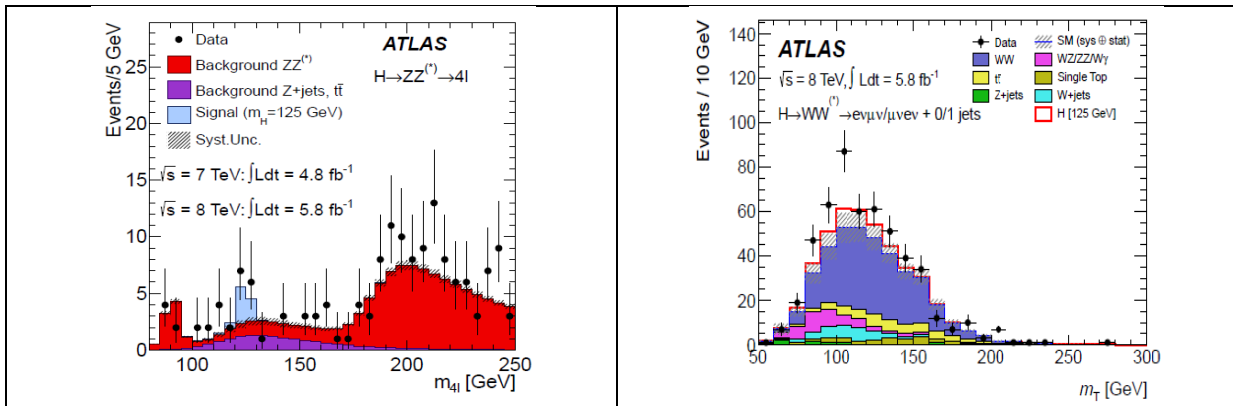 Events/5 GeV
25
20
15
10
5
0
Data
ATLAS
Background ZZ(*)
H→ZZ(*)→4l
Background Z+jets, tt̄
Signal (mH=125 GeV)
Syst.Unc.
√s = 7 TeV: ∫Ldt = 4.8 fb-1
√s = 8 TeV: ∫Ldt = 5.8 fb-1
100 150 200 250
m4l [GeV]
Events / 10 GeV
140
120
100
80
60
40
20
0
ATLAS
√s = 8 TeV, ∫ Ldt = 5.8 fb-1
H→WW(*)→eνμν/μνeν + 0/1 jets
Data SM (sys ⊕ stat)
WW WZ/ZZ/Wγ
tt̄ Single Top
Z+jets W+jets
H [125 GeV]
50 100 150 200 250 300
mT [GeV]